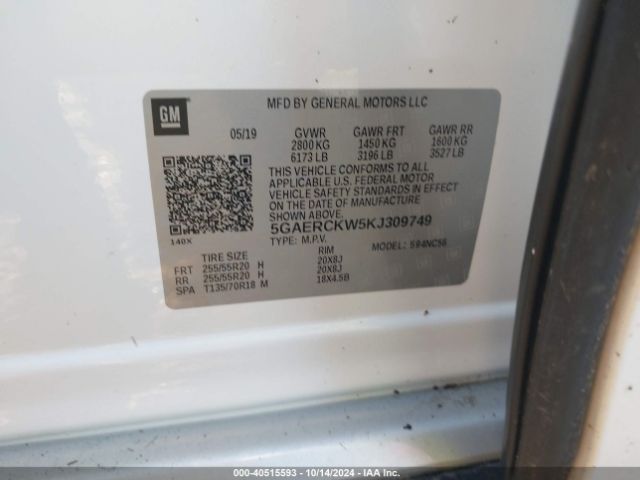 GM
MFD BY GENERAL MOTORS LLC
05/19 GVWR GAWR FRT GAWR RR
2800 KG 1450 KG 1600 KG
6173 LB 3196 LB 3527 LB
THIS VEHICLE CONFORMS TO ALL
APPLICABLE U.S. FEDERAL MOTOR
VEHICLE SAFETY STANDARDS IN EFFECT
ON THE DATE OF MANUFACTURE
SHOWN ABOVE.
5GAERCKW5KJ309749
140X TYPE: M.P.V. MODEL: 594NC56
TIRE SIZE RIM
FRT 255/55R20 H 20X8J
RR 255/55R20 H 20X8J
SPA T135/70R18 M 18X4.5B
000-40515593 - 10/14/2024 - IAA Inc.